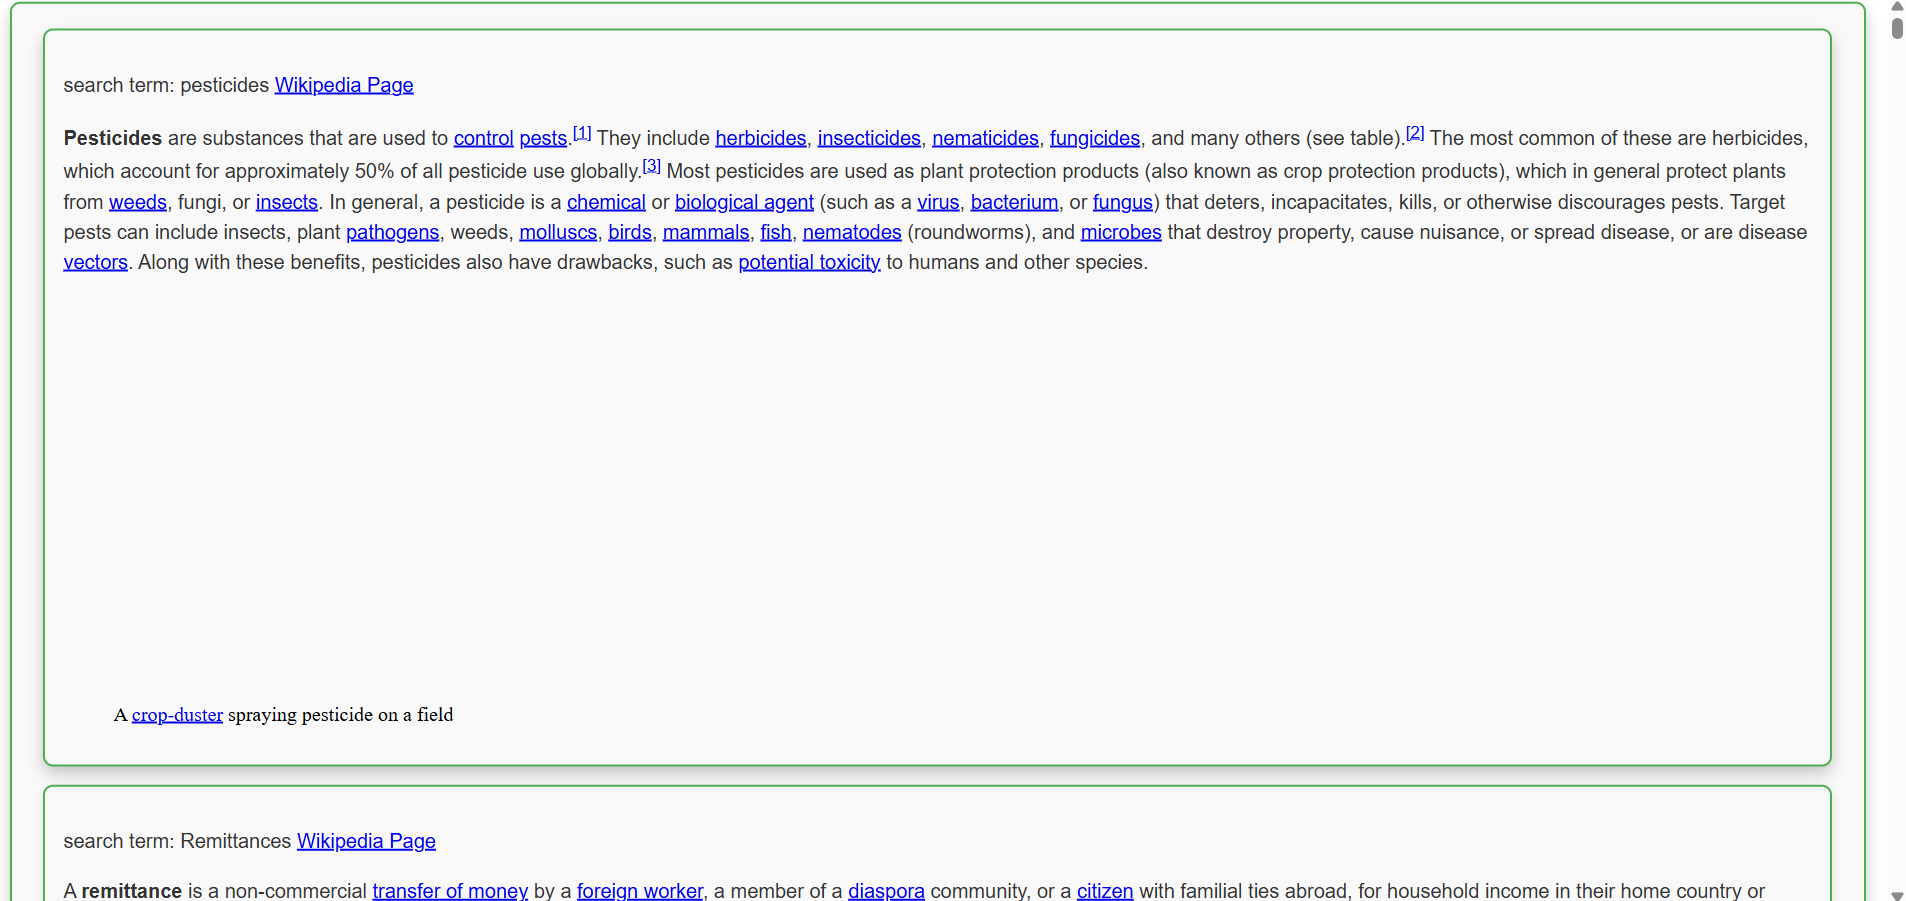 search term: pesticides Wikipedia Page
Pesticides are substances that are used to control pests.[1] They include herbicides, insecticides, nematicides, fungicides, and many others (see table).[2] The most common of these are herbicides,
which account for approximately 50% of all pesticide use globally.[3] Most pesticides are used as plant protection products (also known as crop protection products), which in general protect plants
from weeds, fungi, or insects. In general, a pesticide is a chemical or biological agent (such as a virus, bacterium, or fungus) that deters, incapacitates, kills, or otherwise discourages pests. Target
pests can include insects, plant pathogens, weeds, molluscs, birds, mammals, fish, nematodes (roundworms), and microbes that destroy property, cause nuisance, or spread disease, or are disease
vectors. Along with these benefits, pesticides also have drawbacks, such as potential toxicity to humans and other species.
A crop-duster spraying pesticide on a field
search term: Remittances Wikipedia Page
A remittance is a non-commercial transfer of money by a foreign worker, a member of a diaspora community, or a citizen with familial ties abroad, for household income in their home country or